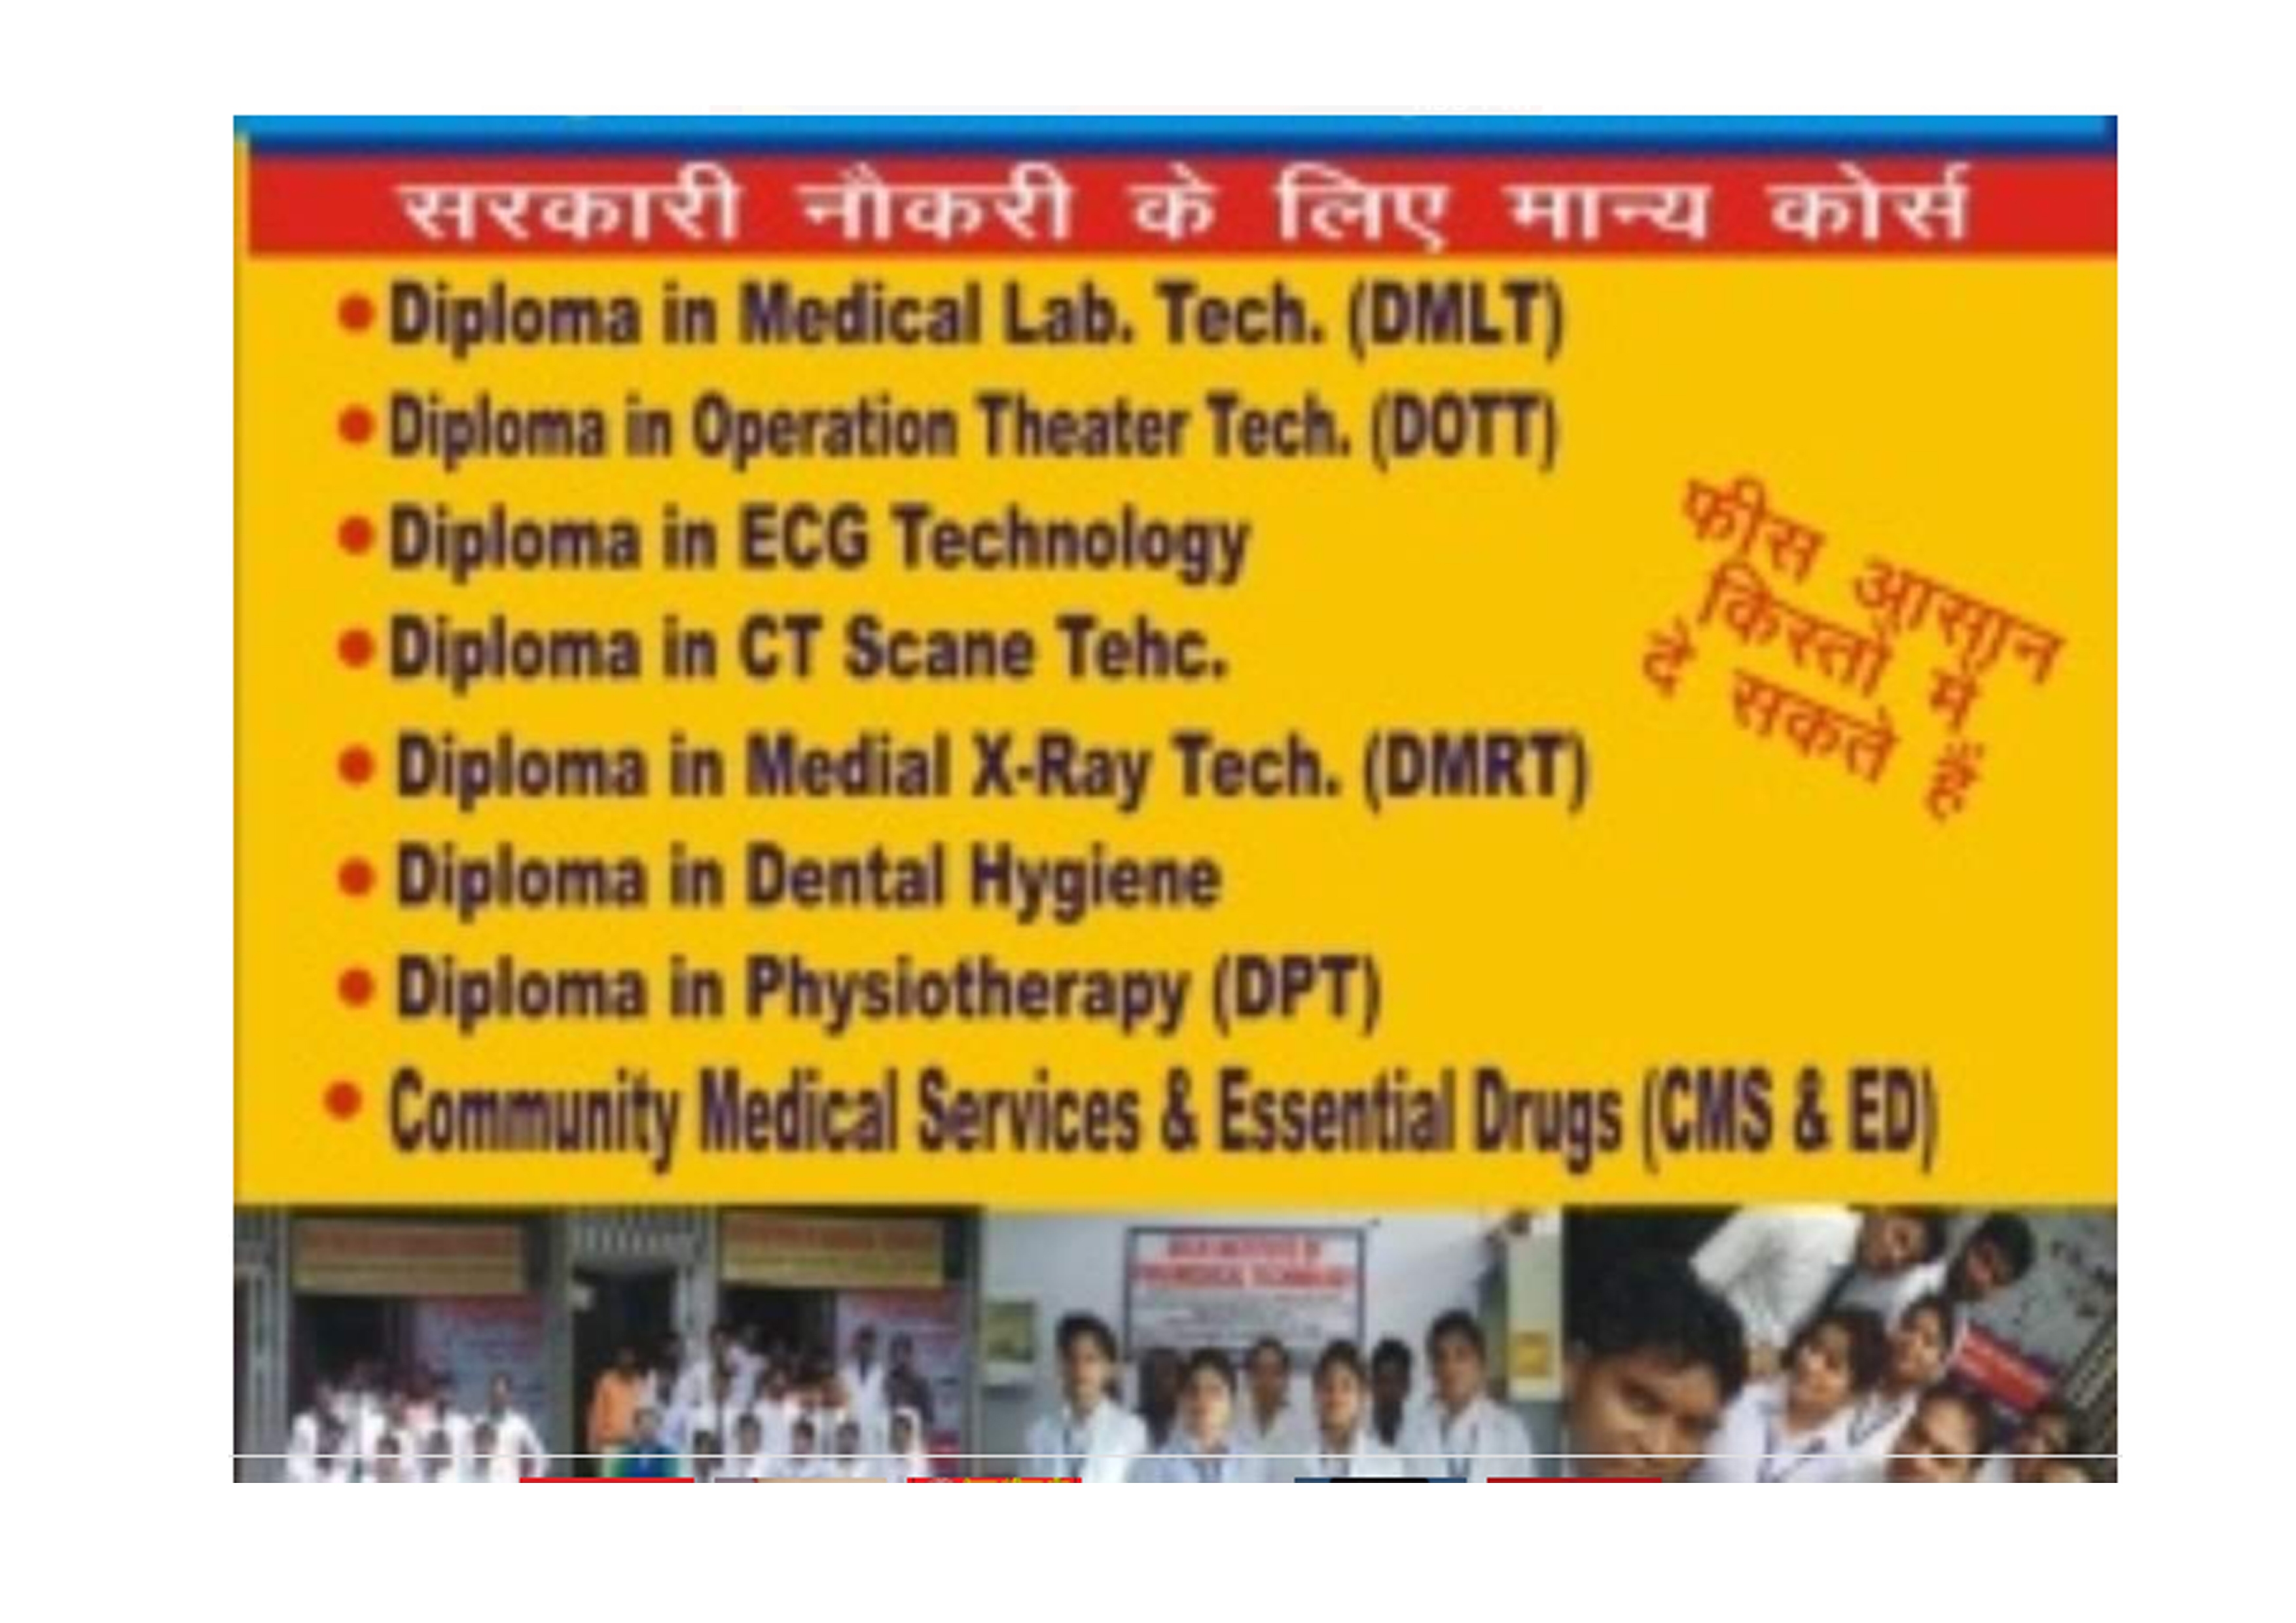 सरकारी नौकरी के लिए मान्य कोर्स
Diploma in Medical Lab. Tech. (DMLT)
Diploma in Operation Theater Tech. (DOTT)
Diploma in ECG Technology
Diploma in CT Scane Tehc.
Diploma in Medial X-Ray Tech. (DMRT)
Diploma in Dental Hygiene
Diploma in Physiotherapy (DPT)
Community Medical Services & Essential Drugs (CMS & ED)
फीस आसान
किस्तों में
दे सकते हैं